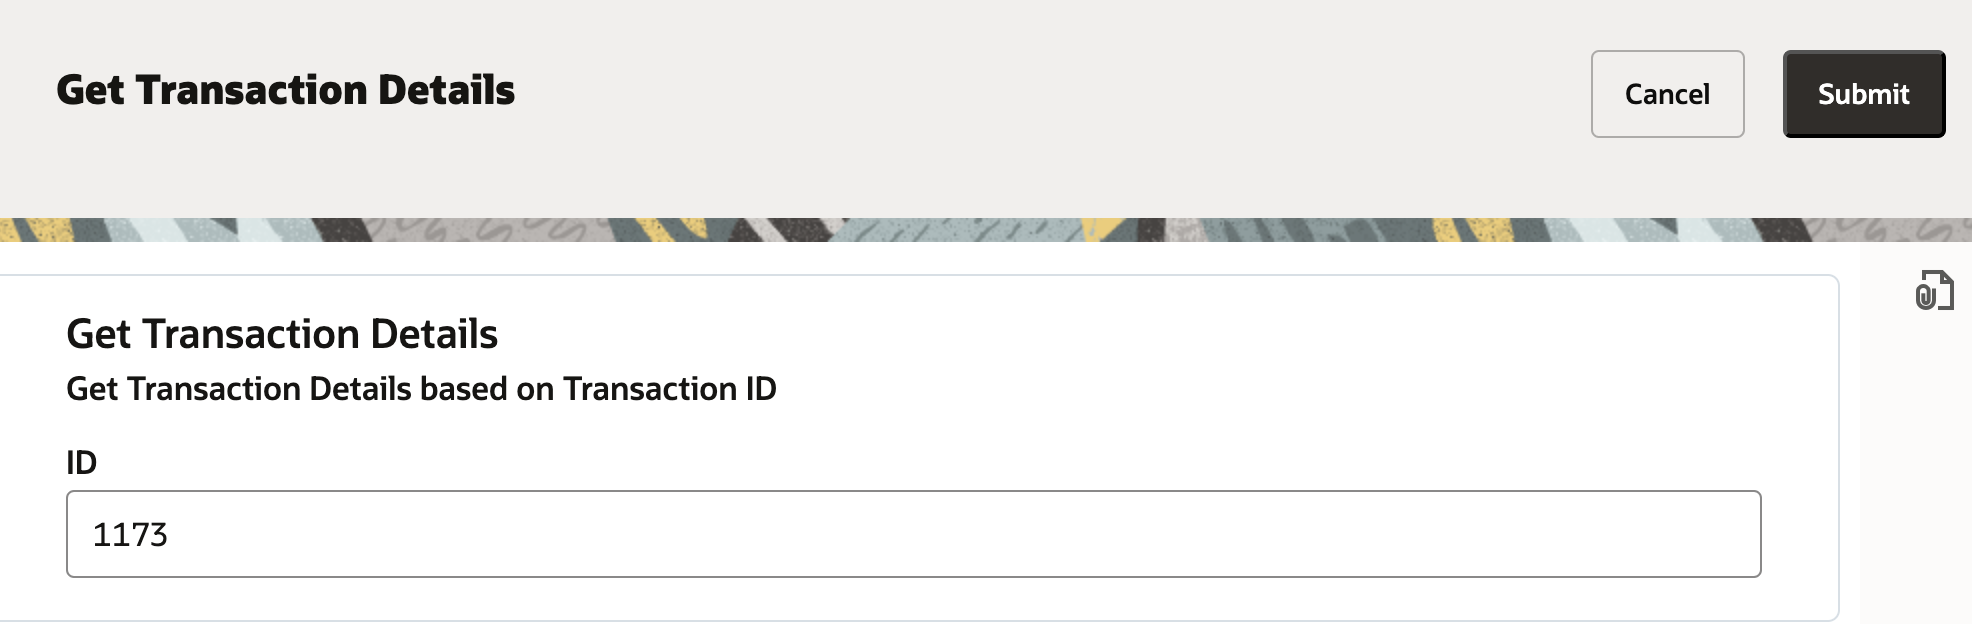 Get Transaction Details
Cancel
Submit
Get Transaction Details
Get Transaction Details based on Transaction ID
ID
1173